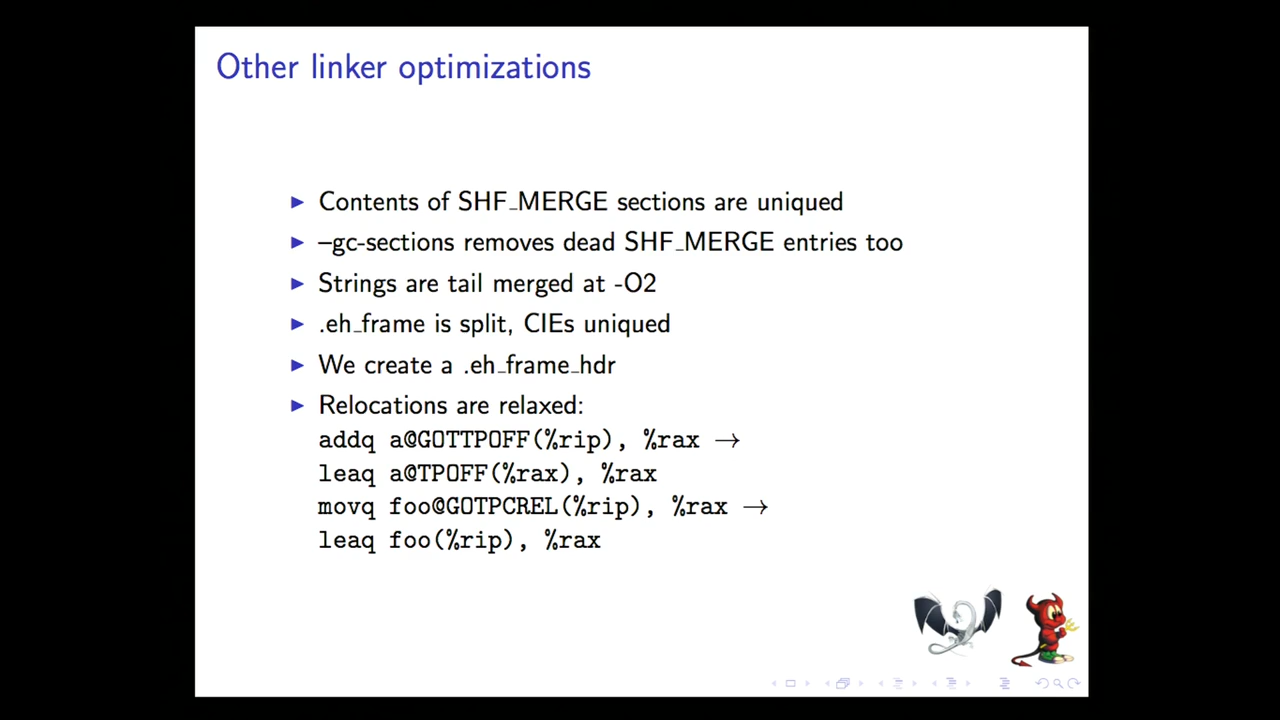 Other linker optimizations
Contents of SHF_MERGE sections are uniqued
–gc-sections removes dead SHF_MERGE entries too
Strings are tail merged at -O2
.eh_frame is split, CIEs uniqued
We create a .eh_frame_hdr
Relocations are relaxed:
addq a@GOTTPOFF(%rip), %rax →
leaq a@TPOFF(%rax), %rax
movq foo@GOTPCREL(%rip), %rax →
leaq foo(%rip), %rax